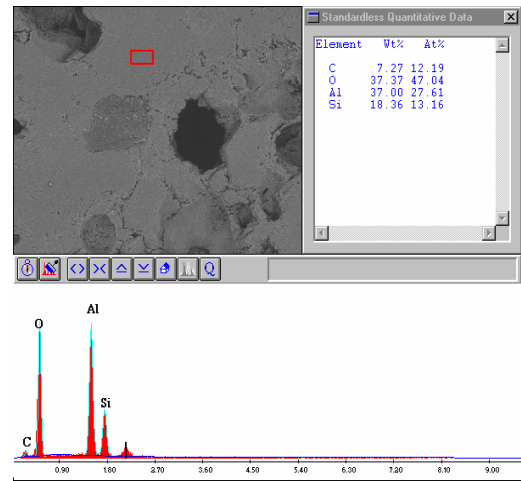 Standardless Quantitative Data
Element Wt% At%
C 7.27 12.19
O 37.37 47.04
Al 37.00 27.61
Si 18.36 13.16
Q
Al
O
Si
C
0.90 1.80 2.70 3.60 4.50 5.40 6.30 7.20 8.10 9.00